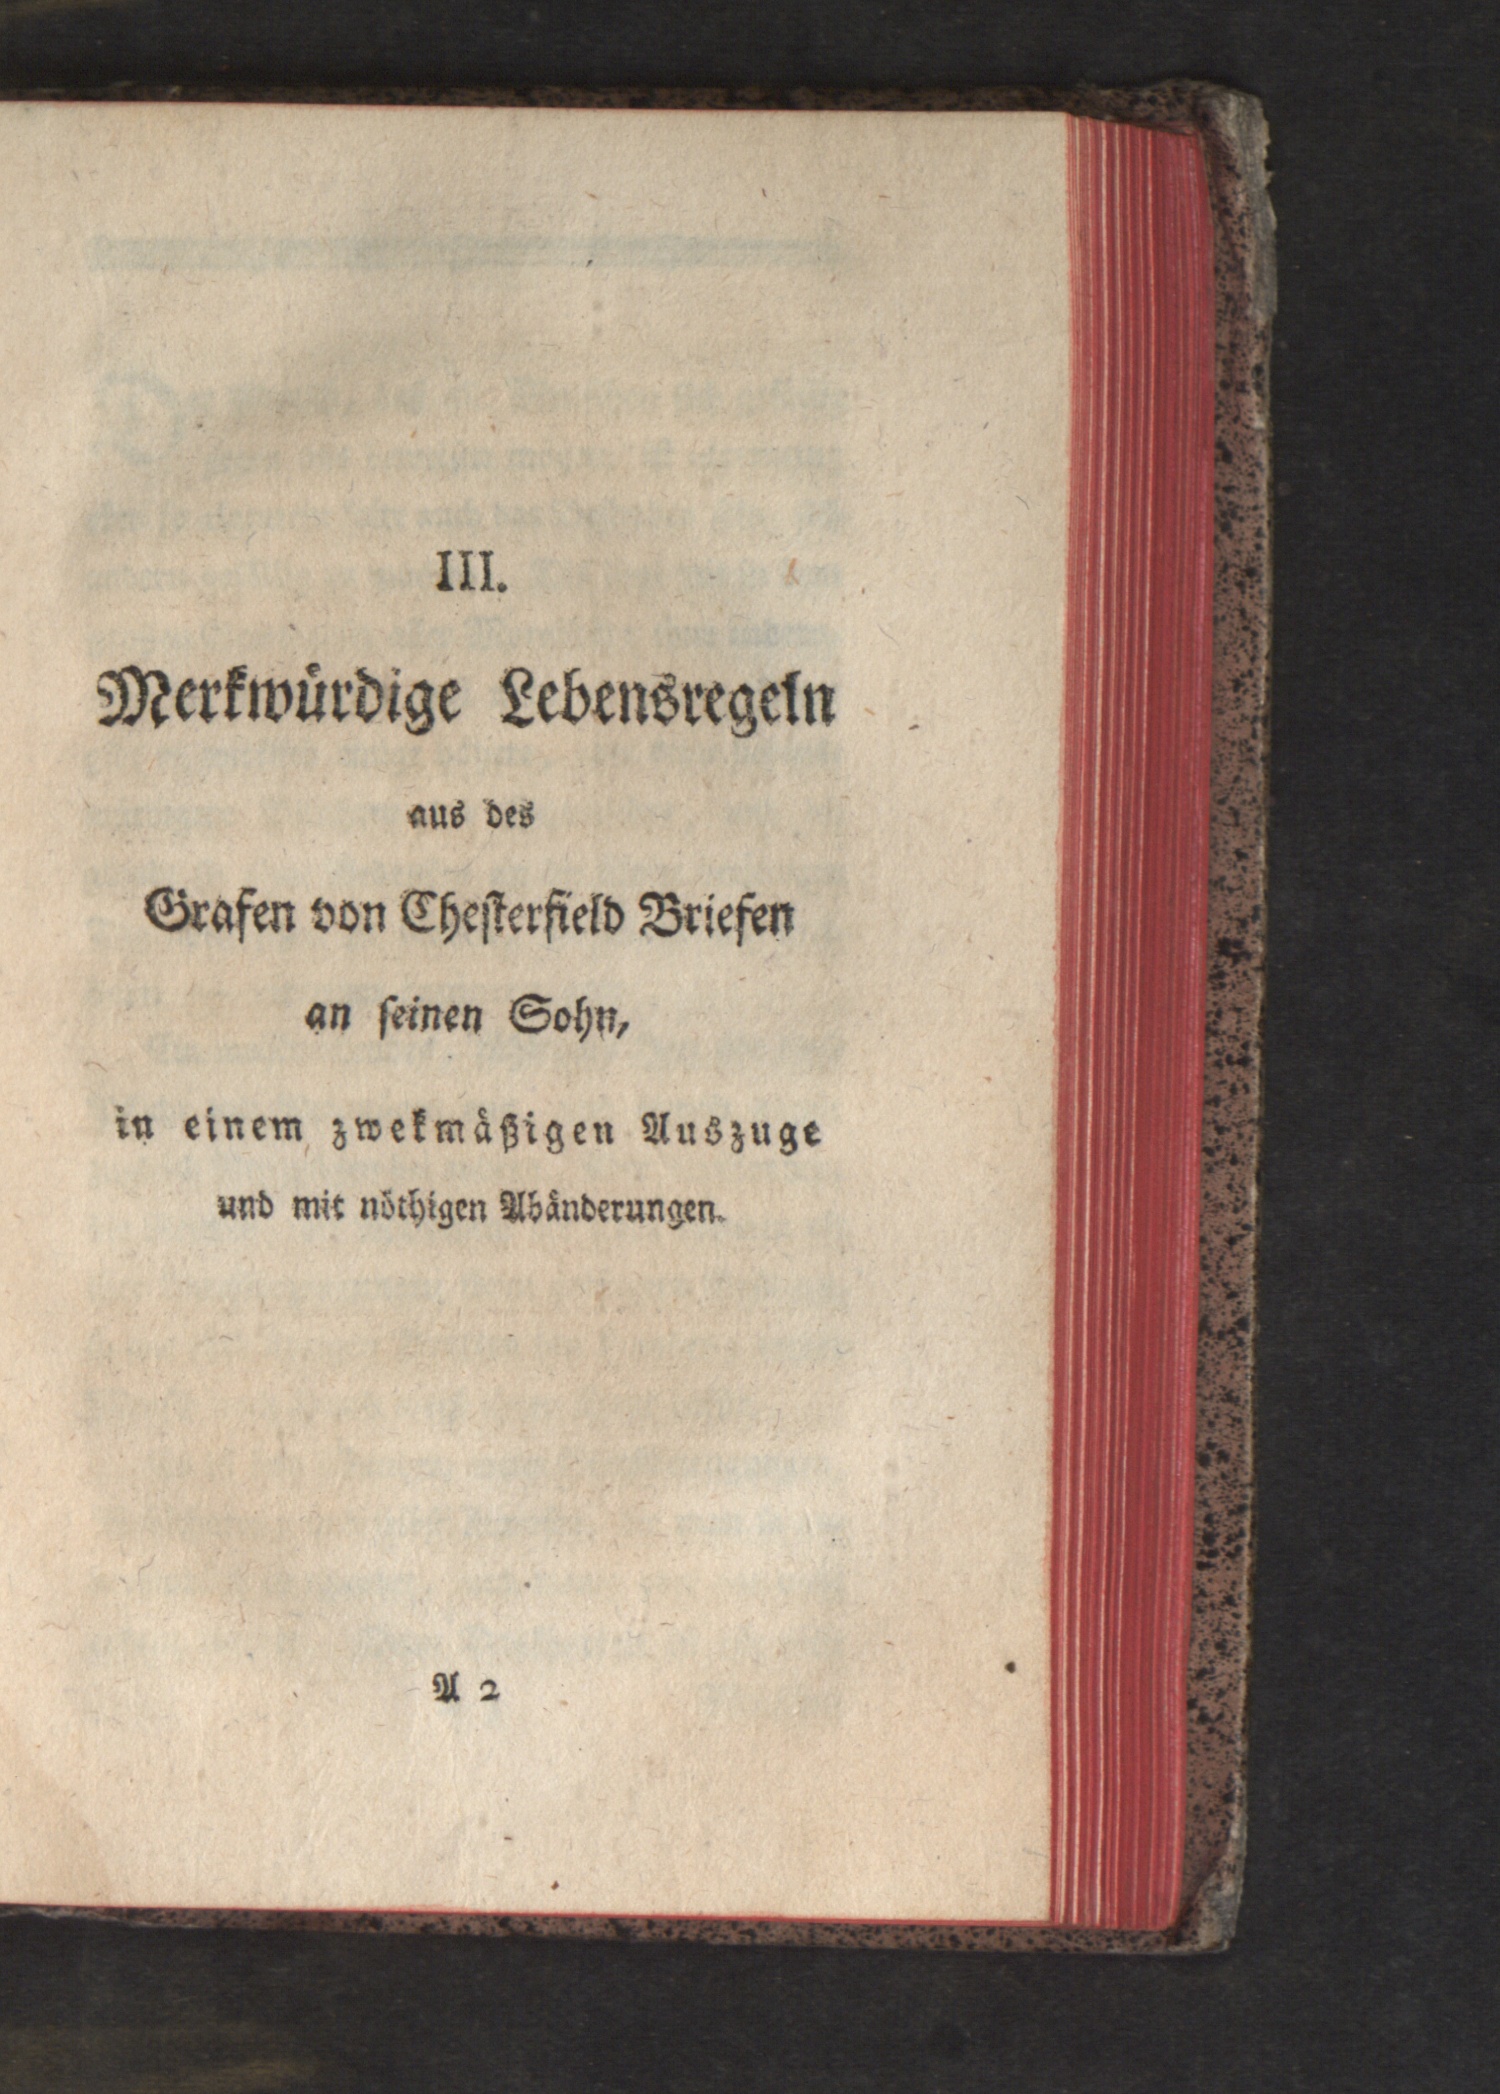 III.
Merkwürdige Lebensregeln
aus des
Grafen von Chesterfield Briefen
an ſeinen Sohn,
in einem zwekmäßigen Auszuge
und mit nöthigen Abänderungen.
A 2